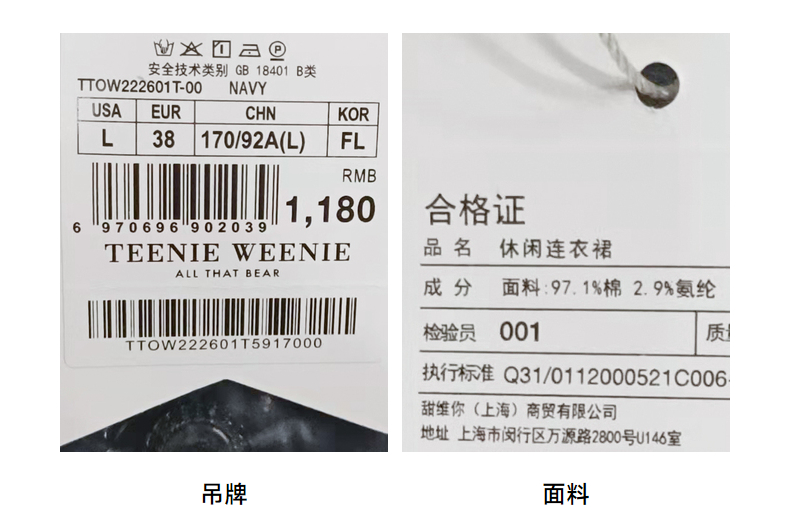 安全技术类别 GB 18401 B类
TTOW222601T-00 NAVY
USA EUR CHN KOR
L 38 170/92A(L) FL
RMB
1,180
6 970696 902039
TEENIE WEENIE
ALL THAT BEAR
TTOW222601T5917000
合格证
品 名 休闲连衣裙
成 分 面料:97.1%棉 2.9%氨纶
检验员 001 质
执行标准 Q31/0112000521C006-
甜维你（上海）商贸有限公司
地址 上海市闵行区万源路2800号U146室
吊牌
面料